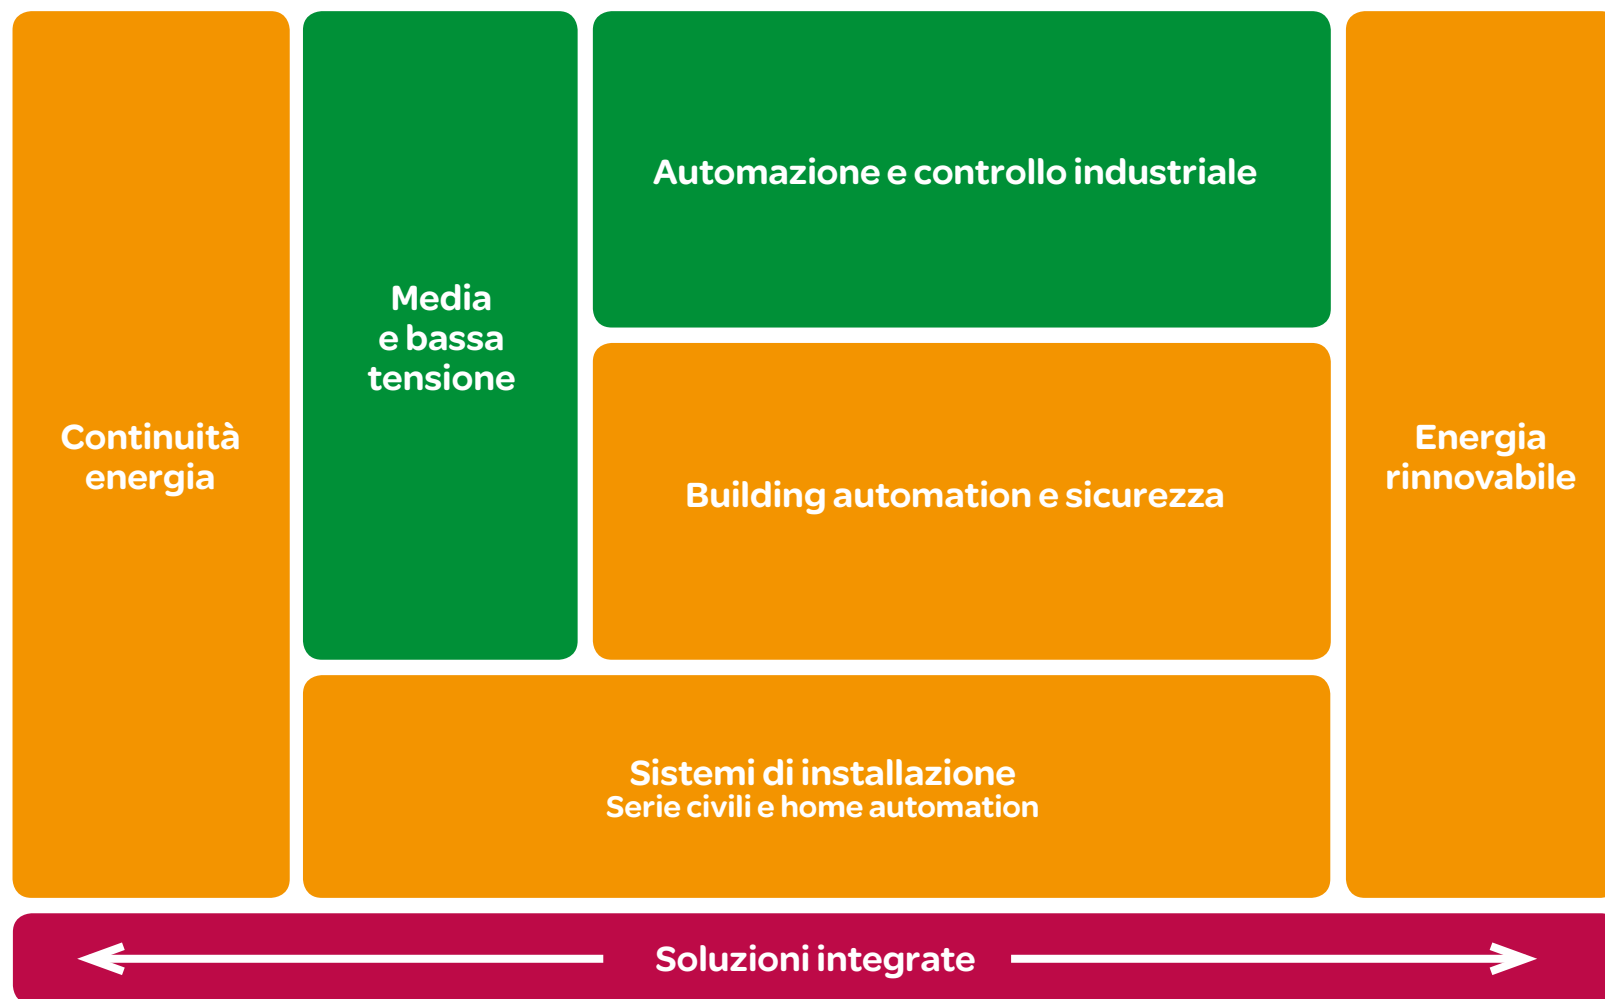 Continuità
energia
Media
e bassa
tensione
Automazione e controllo industriale
Building automation e sicurezza
Energia
rinnovabile
Sistemi di installazione
Serie civili e home automation
Soluzioni integrate